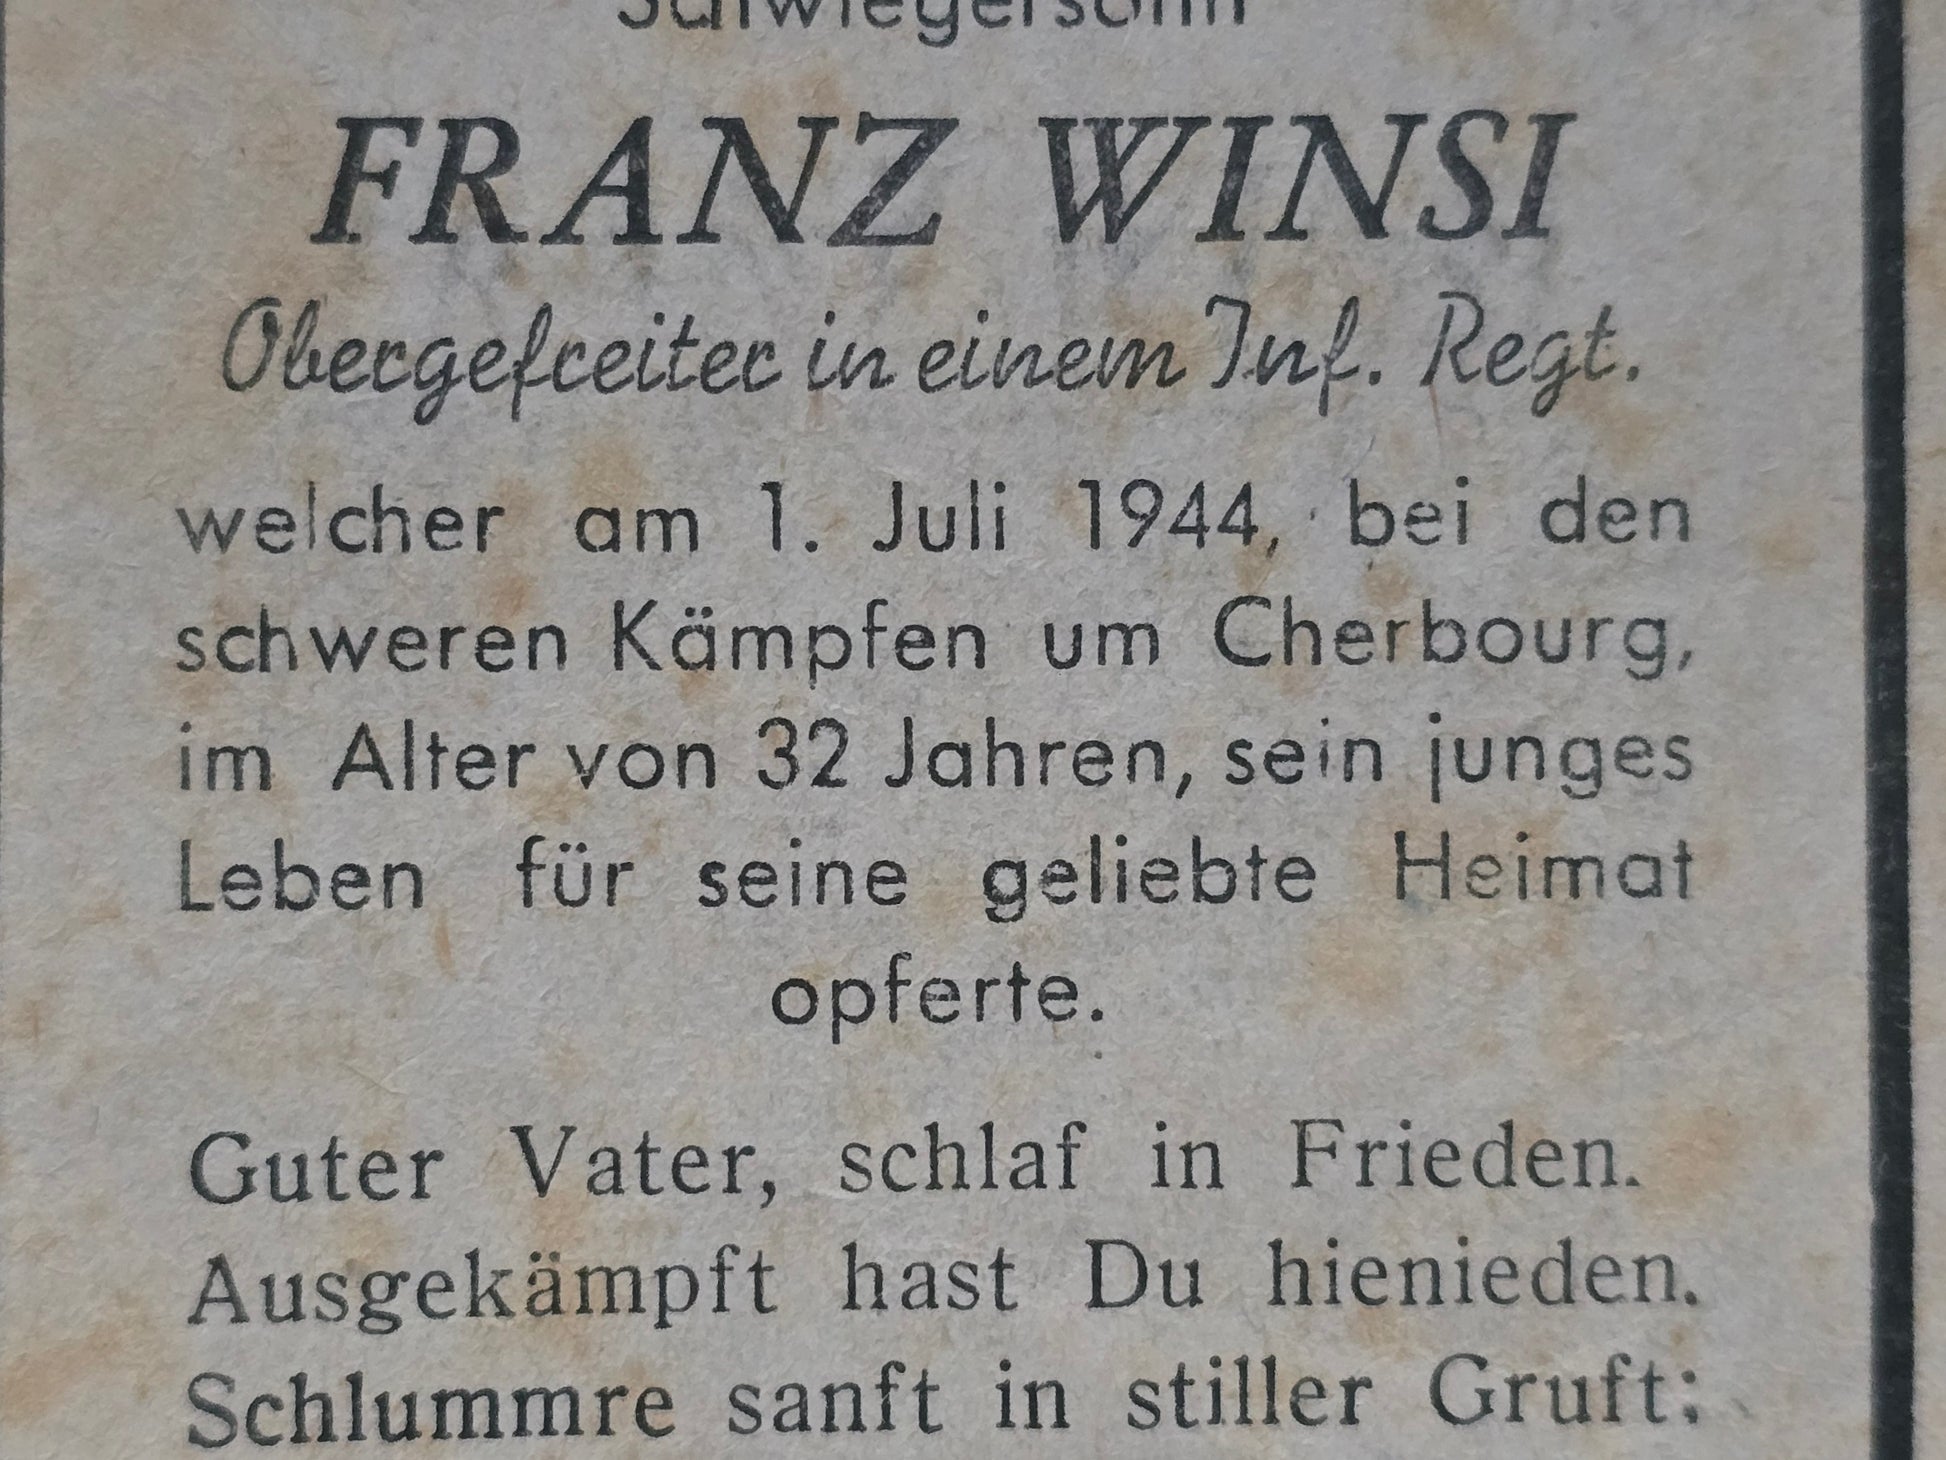 Schwiegersohn
FRANZ WINSI
Obergefreiter in einem Inf. Regt.
welcher am 1. Juli 1944, bei den
schweren Kämpfen um Cherbourg,
im Alter von 32 Jahren, sein junges
Leben für seine geliebte Heimat
opferte.
Guter Vater, schlaf in Frieden.
Ausgekämpft hast Du hienieden.
Schlummre sanft in stiller Gruft;